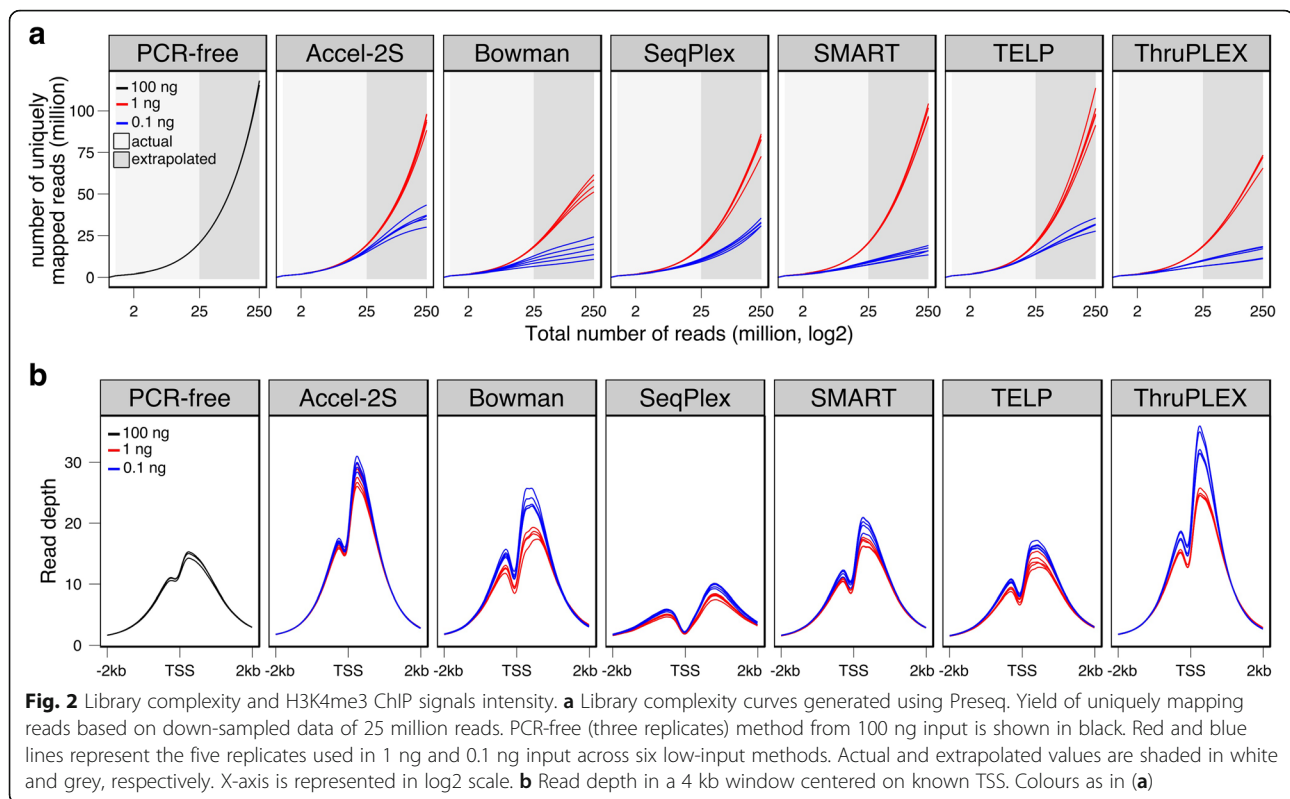 a
PCR-free
Accel-2S
Bowman
SeqPlex
SMART
TELP
ThruPLEX
100 ng
1 ng
0.1 ng
actual
extrapolated
number of uniquely
mapped reads (million)
100
75
50
25
0
2 25 250
2 25 250
2 25 250
2 25 250
2 25 250
2 25 250
2 25 250
Total number of reads (million, log2)
b
PCR-free
Accel-2S
Bowman
SeqPlex
SMART
TELP
ThruPLEX
100 ng
1 ng
0.1 ng
Read depth
30
20
10
0
-2kb TSS 2kb
-2kb TSS 2kb
-2kb TSS 2kb
-2kb TSS 2kb
-2kb TSS 2kb
-2kb TSS 2kb
-2kb TSS 2kb
Fig. 2 Library complexity and H3K4me3 ChIP signals intensity. a Library complexity curves generated using Preseq. Yield of uniquely mapping
reads based on down-sampled data of 25 million reads. PCR-free (three replicates) method from 100 ng input is shown in black. Red and blue
lines represent the five replicates used in 1 ng and 0.1 ng input across six low-input methods. Actual and extrapolated values are shaded in white
and grey, respectively. X-axis is represented in log2 scale. b Read depth in a 4 kb window centered on known TSS. Colours as in (a)